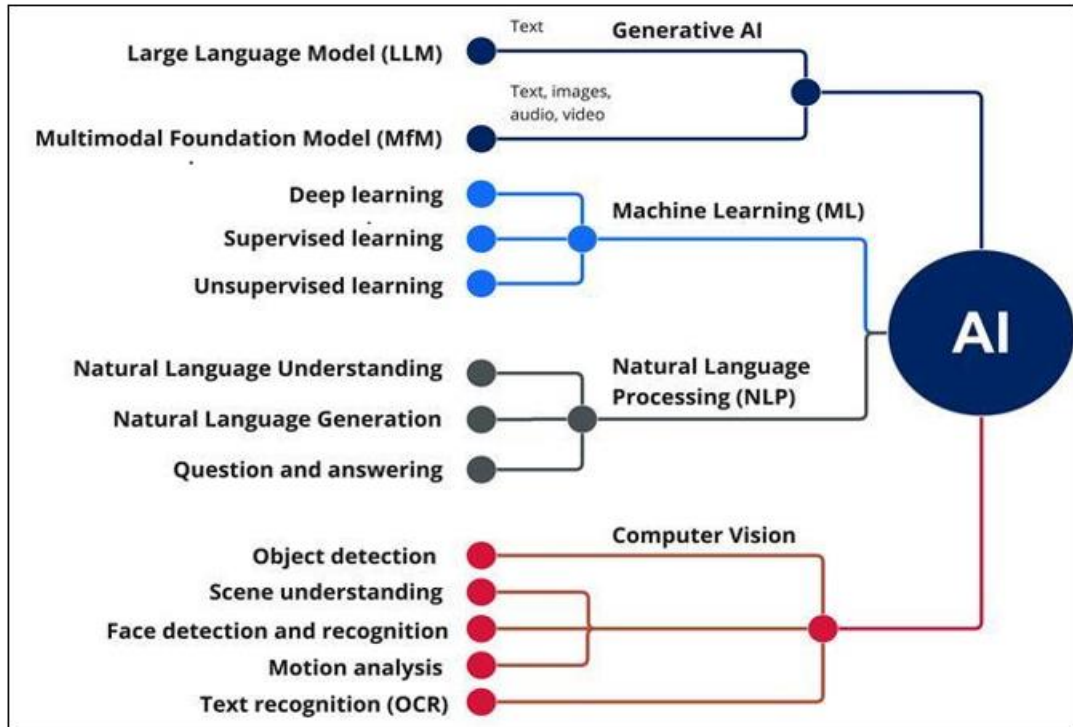 Text
Generative AI
Large Language Model (LLM)
Text, images,
audio, video
Multimodal Foundation Model (MfM)
Deep learning
Machine Learning (ML)
Supervised learning
Unsupervised learning
AI
Natural Language Understanding
Natural Language
Processing (NLP)
Natural Language Generation
Question and answering
Computer Vision
Object detection
Scene understanding
Face detection and recognition
Motion analysis
Text recognition (OCR)